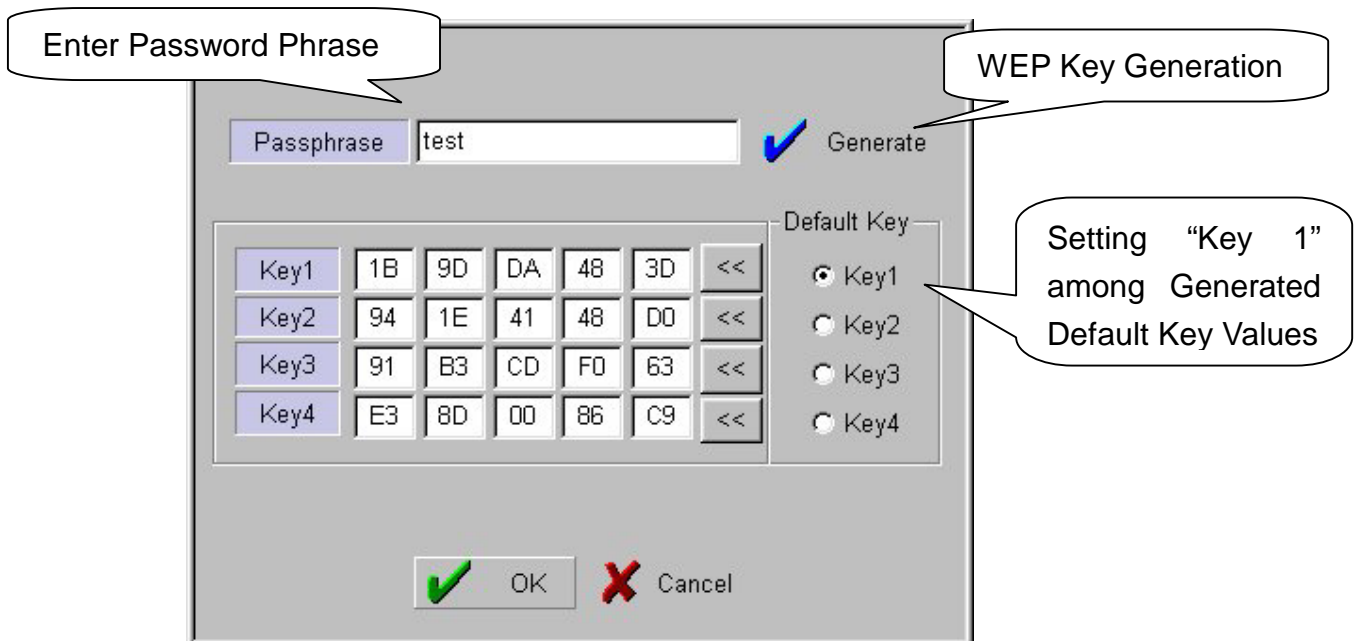 Enter Password Phrase
WEP Key Generation
Passphrase test Generate
Default Key
Setting “Key 1”
among Generated
Default Key Values
Key1 1B 9D DA 48 3D << Key1
Key2 94 1E 41 48 D0 << Key2
Key3 91 B3 CD F0 63 << Key3
Key4 E3 8D 00 86 C9 << Key4
OK Cancel